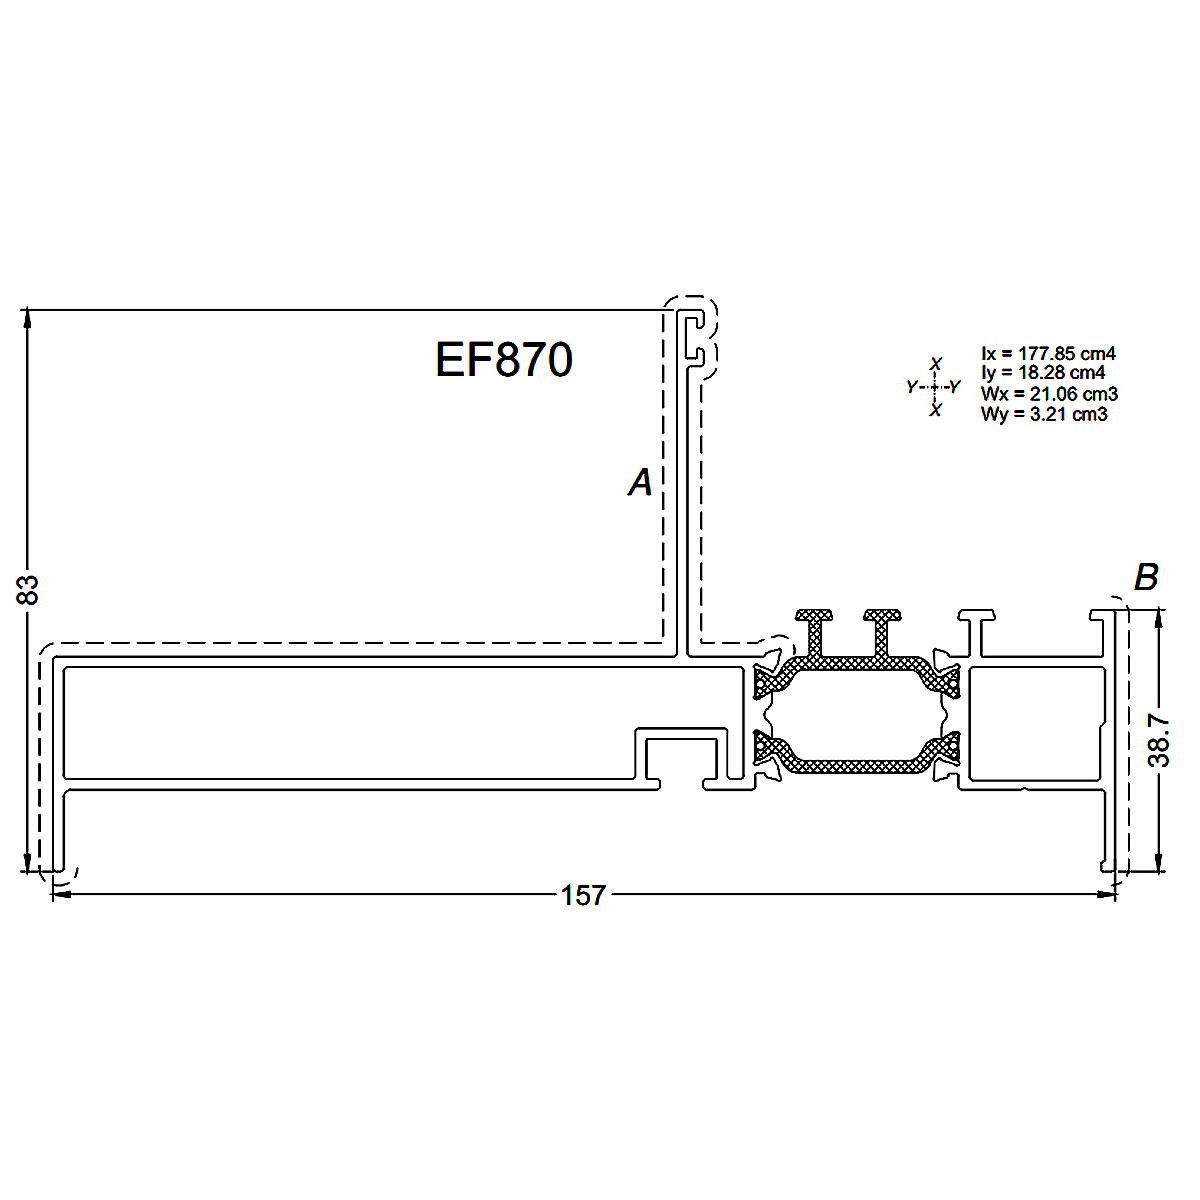 EF870
X
Y Y
X
Ix = 177.85 cm4
Iy = 18.28 cm4
Wx = 21.06 cm3
Wy = 3.21 cm3
A
B
83
38.7
157